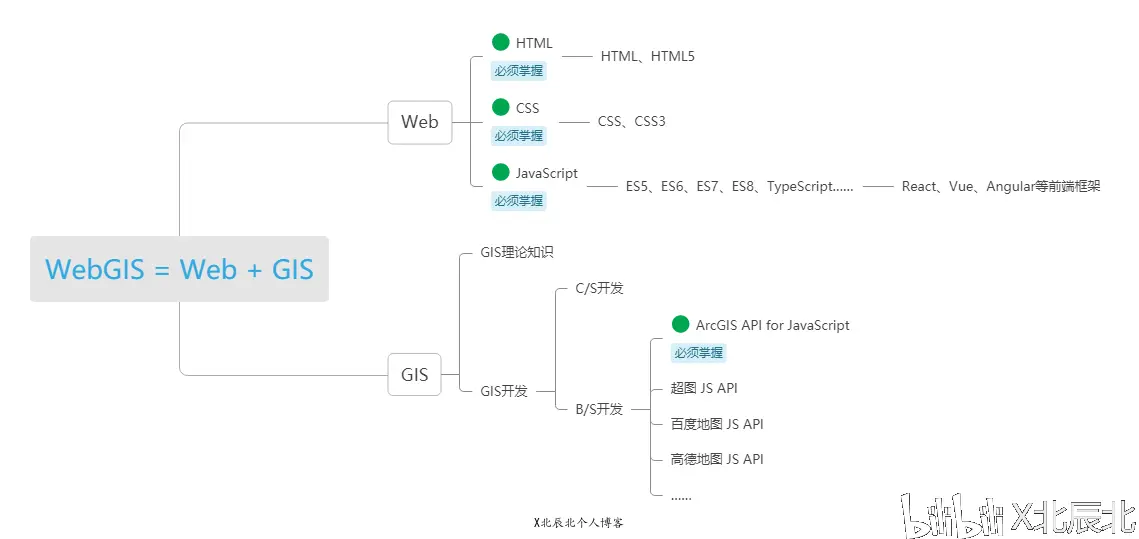 WebGIS = Web + GIS
Web
HTML
必须掌握
HTML、HTML5
CSS
必须掌握
CSS、CSS3
JavaScript
必须掌握
ES5、ES6、ES7、ES8、TypeScript......
React、Vue、Angular等前端框架
GIS
GIS理论知识
GIS开发
C/S开发
B/S开发
ArcGIS API for JavaScript
必须掌握
超图 JS API
百度地图 JS API
高德地图 JS API
......
X北辰北个人博客
bilibili X北辰北